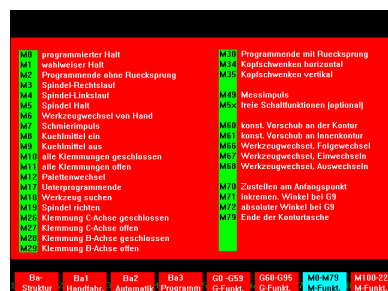 M0 programmierter Halt
M1 wahlweiser Halt
M2 Programmende ohne Ruecksprung
M3 Spindel-Rechtslauf
M4 Spindel-Linkslauf
M5 Spindel Halt
M6 Werkzeugwechsel von Hand
M7 Schmierimpuls
M8 Kuehlmittel ein
M9 Kuehlmittel aus
M10 alle Klemmungen geschlossen
M11 alle Klemmungen offen
M12 Palettenwechsel
M17 Unterprogrammende
M18 Werkzeug suchen
M19 Spindel richten
M26 Klemmung C-Achse geschlossen
M27 Klemmung C-Achse offen
M28 Klemmung B-Achse geschlossen
M29 Klemmung B-Achse offen
M30 Programmende mit Ruecksprung
M34 Kopfschwenken horizontal
M35 Kopfschwenken vertikal
M49 Messimpuls
M5x freie Schaltfunktionen (optional)
M60 konst. Vorschub an der Kontur
M61 konst. Vorschub an Innenkontur
M66 Werkzeugwechsel, Folgewechsel
M67 Werkzeugwechsel, Einwechseln
M68 Werkzeugwechsel, Auswechseln
M70 Zustellen am Anfangspunkt
M71 inkremen. Winkel bei G9
M72 absoluter Winkel bei G9
M79 Ende der Konturtasche
Ba- Ba1 Ba2 Ba3 G0-G59 G60-G95 M0-M79 M100-22
Struktur Handfahr. Automatik Programm G-Funkt. G-Funkt. M-Funkt. M-Funkt.